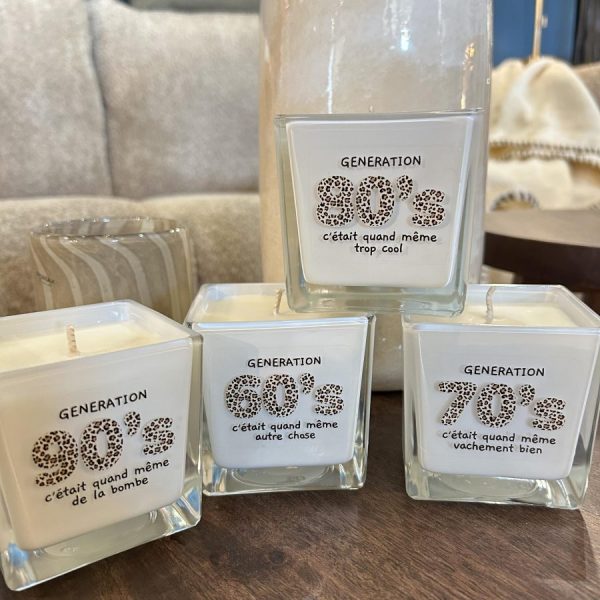 GENERATION
80's
c'était quand même
trop cool
GENERATION
90's
c'était quand même
de la bombe
GENERATION
60's
c'était quand même
autre chose
GENERATION
70's
c'était quand même
vachement bien